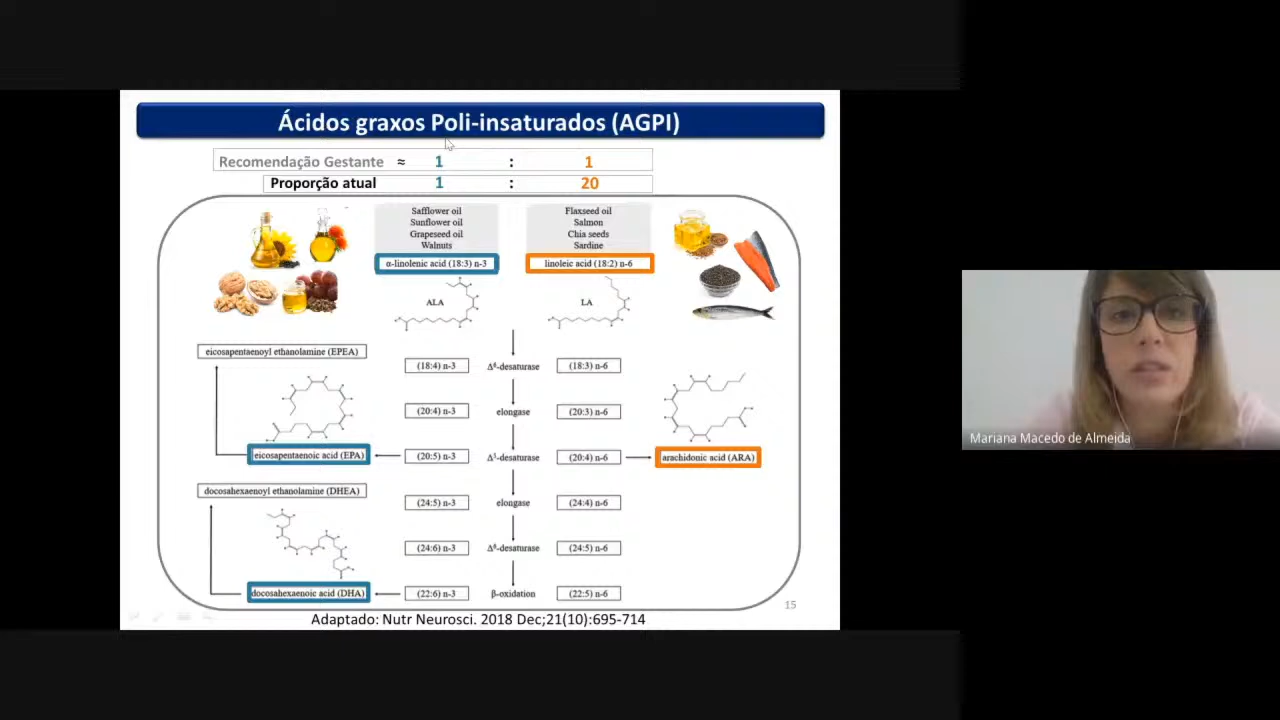 Ácidos graxos Poli-insaturados (AGPI)
Recomendação Gestante ≈ 1 : 1
Proporção atual 1 : 20
Safflower oil
Sunflower oil
Grapeseed oil
Walnuts
Flaxseed oil
Salmon
Chia seeds
Sardine
α-linolenic acid (18:3) n-3
linoleic acid (18:2) n-6
ALA
LA
eicosapentaenoyl ethanolamine (EPEA)
(18:4) n-3 Δ⁶-desaturase (18:3) n-6
(20:4) n-3 elongase (20:3) n-6
eicosapentaenoic acid (EPA) (20:5) n-3 Δ⁵-desaturase (20:4) n-6 arachidonic acid (ARA)
docosahexaenoyl ethanolamine (DHEA)
(24:5) n-3 elongase (24:4) n-6
(24:6) n-3 Δ⁶-desaturase (24:5) n-6
docosahexaenoic acid (DHA) (22:6) n-3 β-oxidation (22:5) n-6
15
Adaptado: Nutr Neurosci. 2018 Dec;21(10):695-714
Mariana Macedo de Almeida